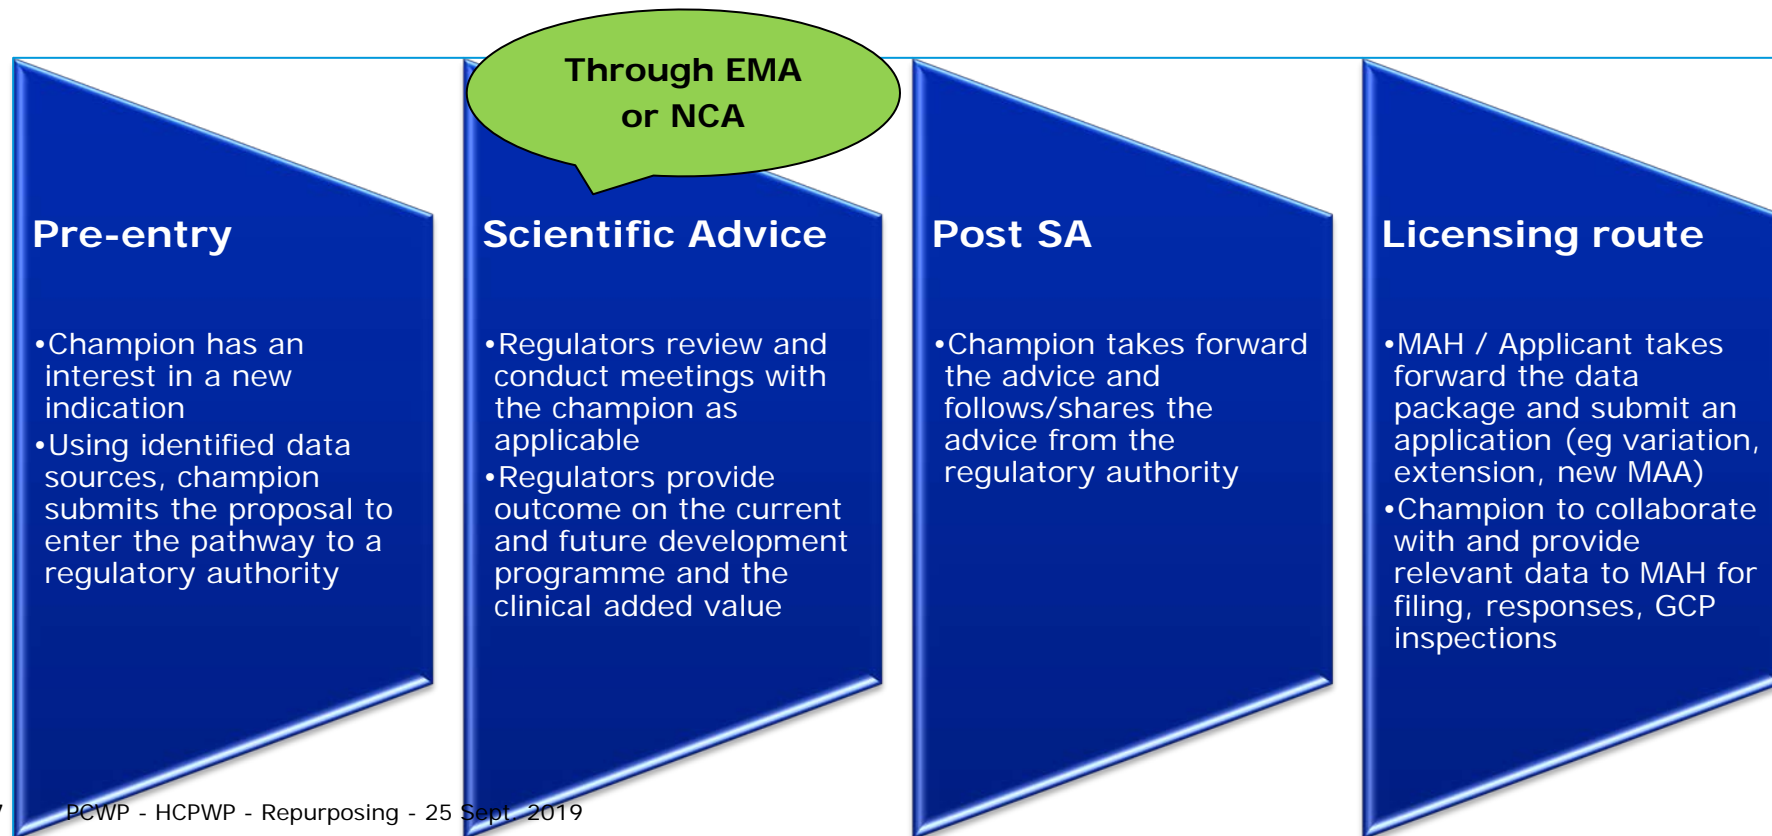 Through EMA
or NCA
Pre-entry
•Champion has an
interest in a new
indication
•Using identified data
sources, champion
submits the proposal to
enter the pathway to a
regulatory authority
Scientific Advice
•Regulators review and
conduct meetings with
the champion as
applicable
•Regulators provide
outcome on the current
and future development
programme and the
clinical added value
Post SA
•Champion takes forward
the advice and
follows/shares the
advice from the
regulatory authority
Licensing route
•MAH / Applicant takes
forward the data
package and submit an
application (eg variation,
extension, new MAA)
•Champion to collaborate
with and provide
relevant data to MAH for
filing, responses, GCP
inspections
PCWP - HCPWP - Repurposing - 25 Sept. 2019